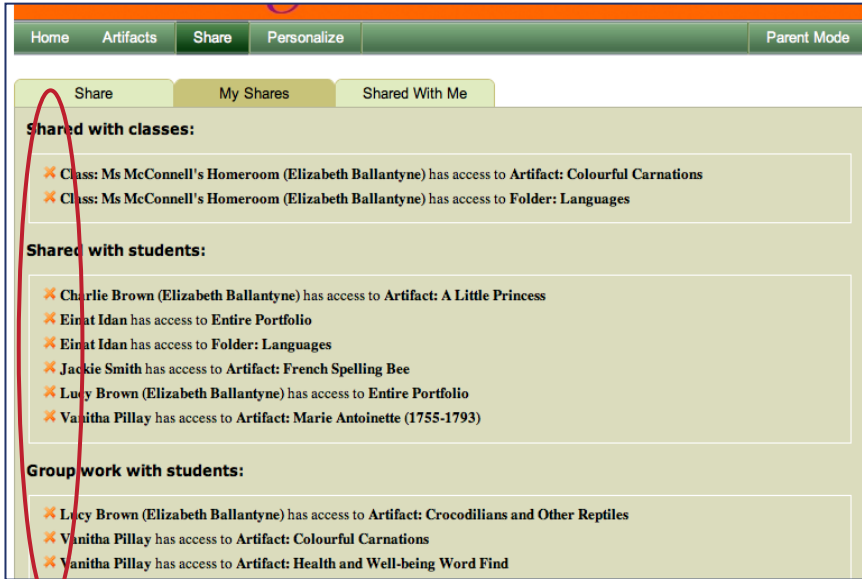 Home Artifacts Share Personalize Parent Mode
Share My Shares Shared With Me
Shared with classes:
Class: Ms McConnell's Homeroom (Elizabeth Ballantyne) has access to Artifact: Colourful Carnations
Class: Ms McConnell's Homeroom (Elizabeth Ballantyne) has access to Folder: Languages
Shared with students:
Charlie Brown (Elizabeth Ballantyne) has access to Artifact: A Little Princess
Einat Idan has access to Entire Portfolio
Einat Idan has access to Folder: Languages
Jackie Smith has access to Artifact: French Spelling Bee
Lucy Brown (Elizabeth Ballantyne) has access to Entire Portfolio
Vanitha Pillay has access to Artifact: Marie Antoinette (1755-1793)
Group work with students:
Lucy Brown (Elizabeth Ballantyne) has access to Artifact: Crocodilians and Other Reptiles
Vanitha Pillay has access to Artifact: Colourful Carnations
Vanitha Pillay has access to Artifact: Health and Well-being Word Find